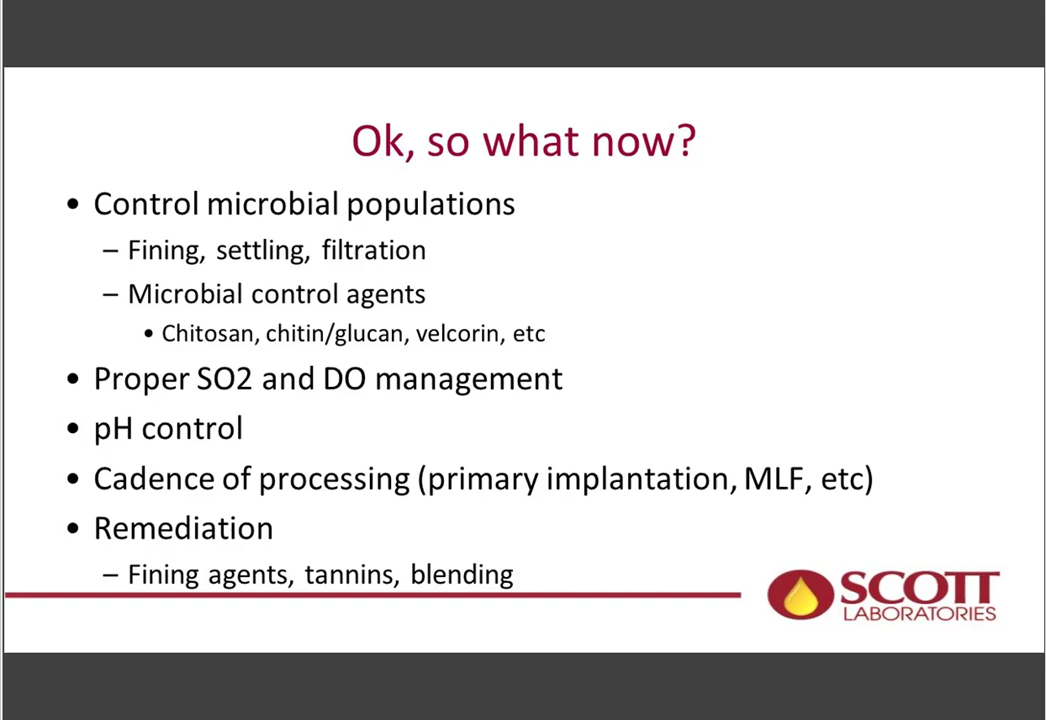 Ok, so what now?
• Control microbial populations
– Fining, settling, filtration
– Microbial control agents
• Chitosan, chitin/glucan, velcorin, etc
• Proper SO2 and DO management
• pH control
• Cadence of processing (primary implantation, MLF, etc)
• Remediation
– Fining agents, tannins, blending
SCOTT
LABORATORIES